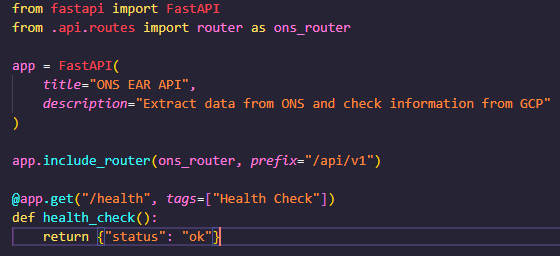 from fastapi import FastAPI
from .api.routes import router as ons_router

app = FastAPI(
    title="ONS EAR API",
    description="Extract data from ONS and check information from GCP"
)

app.include_router(ons_router, prefix="/api/v1")

@app.get("/health", tags=["Health Check"])
def health_check():
    return {"status": "ok"}